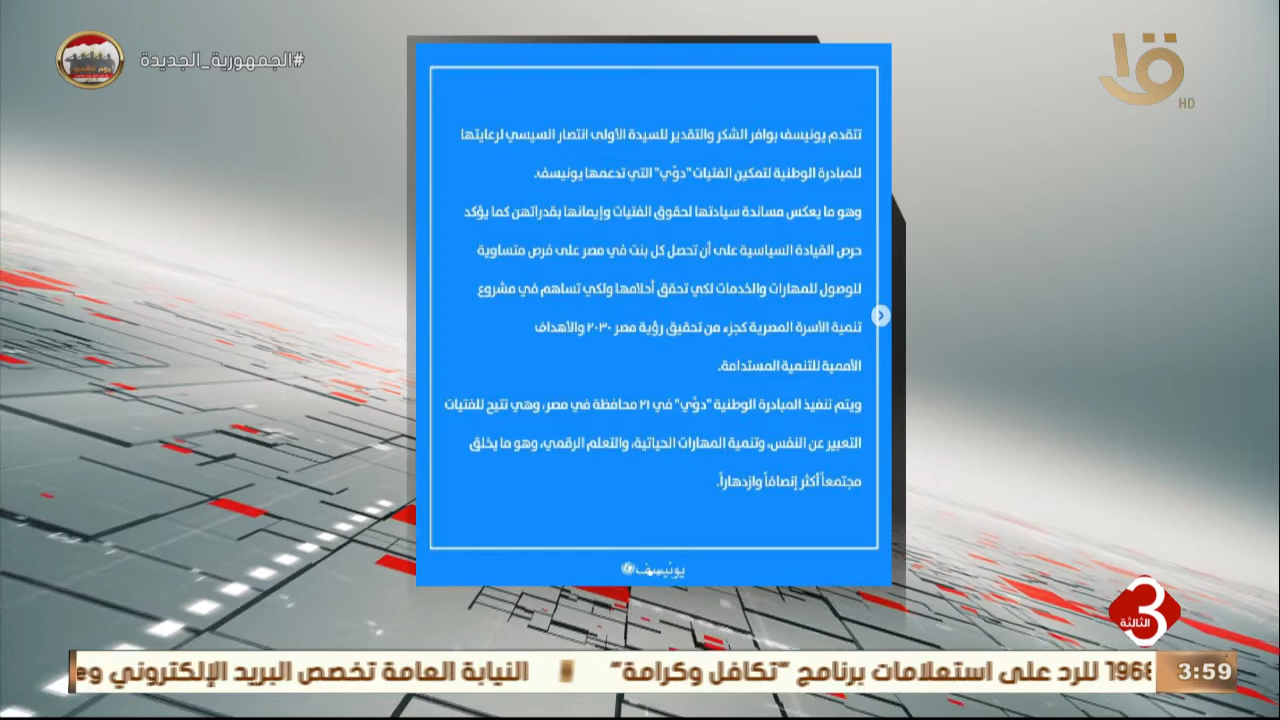 #الجمهورية_الجديدة
HD
تتقدم يونيسف بوافر الشكر والتقدير للسيدة الأولى انتصار السيسي لرعايتها
للمبادرة الوطنية لتمكين الفتيات "دوّي" التي تدعمها يونيسف.
وهو ما يعكس مساندة سيادتها لحقوق الفتيات وإيمانها بقدراتهن كما يؤكد
حرص القيادة السياسية على أن تحصل كل بنت في مصر على فرص متساوية
للوصول للمهارات والخدمات لكي تحقق أحلامها ولكي تساهم في مشروع
تنمية الأسرة المصرية كجزء من تحقيق رؤية مصر ٢٠٣٠ والأهداف
الأممية للتنمية المستدامة.
ويتم تنفيذ المبادرة الوطنية "دوّي" في ٢١ محافظة في مصر، وهي تتيح للفتيات
التعبير عن النفس، وتنمية المهارات الحياتية، والتعلم الرقمي، وهو ما يخلق
مجتمعاً أكثر إنصافاً وازدهاراً.
يونيسف
3
الثالثة
للرد على استعلامات برنامج "تكافل وكرامة" النيابة العامة تخصص البريد الإلكتروني
3:59